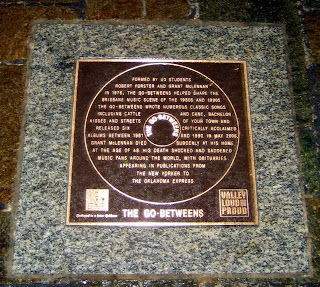 FORMED BY UQ STUDENTS
ROBERT FORSTER AND GRANT McLENNAN
IN 1978, THE GO-BETWEENS HELPED SHAPE THE
BRISBANE MUSIC SCENE OF THE 1980S AND 1990S.
THE GO-BETWEENS WROTE NUMEROUS CLASSIC SONGS
INCLUDING CATTLE AND CANE, BACHELOR
KISSES AND STREETS OF YOUR TOWN AND
RELEASED SIX CRITICALLY ACCLAIMED
ALBUMS BETWEEN 1981 AND 1990. IN MAY 2006,
GRANT McLENNAN DIED SUDDENLY AT HIS HOME
AT THE AGE OF 48. HIS DEATH SHOCKED AND SADDENED
MUSIC FANS AROUND THE WORLD, WITH OBITUARIES
APPEARING IN PUBLICATIONS FROM
THE NEW YORKER TO
THE OKLAHOMA EXPRESS
THE GO-BETWEENS
THE GO-BETWEENS
VALLEY
LOUD
PROUD